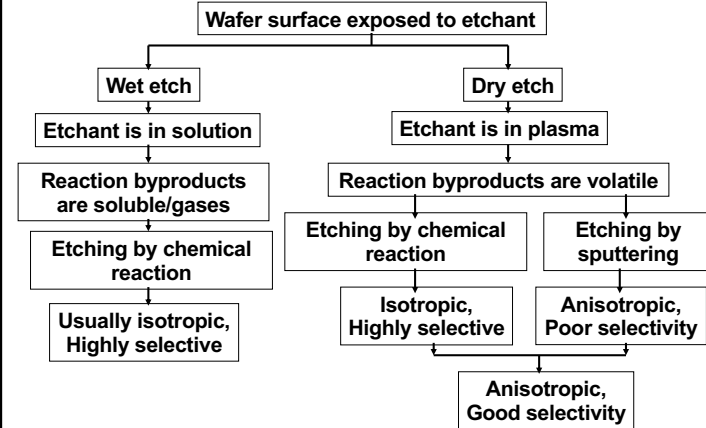 Wafer surface exposed to etchant
Wet etch
Etchant is in solution
Reaction byproducts
are soluble/gases
Etching by chemical
reaction
Usually isotropic,
Highly selective
Dry etch
Etchant is in plasma
Reaction byproducts are volatile
Etching by chemical
reaction
Isotropic,
Highly selective
Etching by
sputtering
Anisotropic,
Poor selectivity
Anisotropic,
Good selectivity